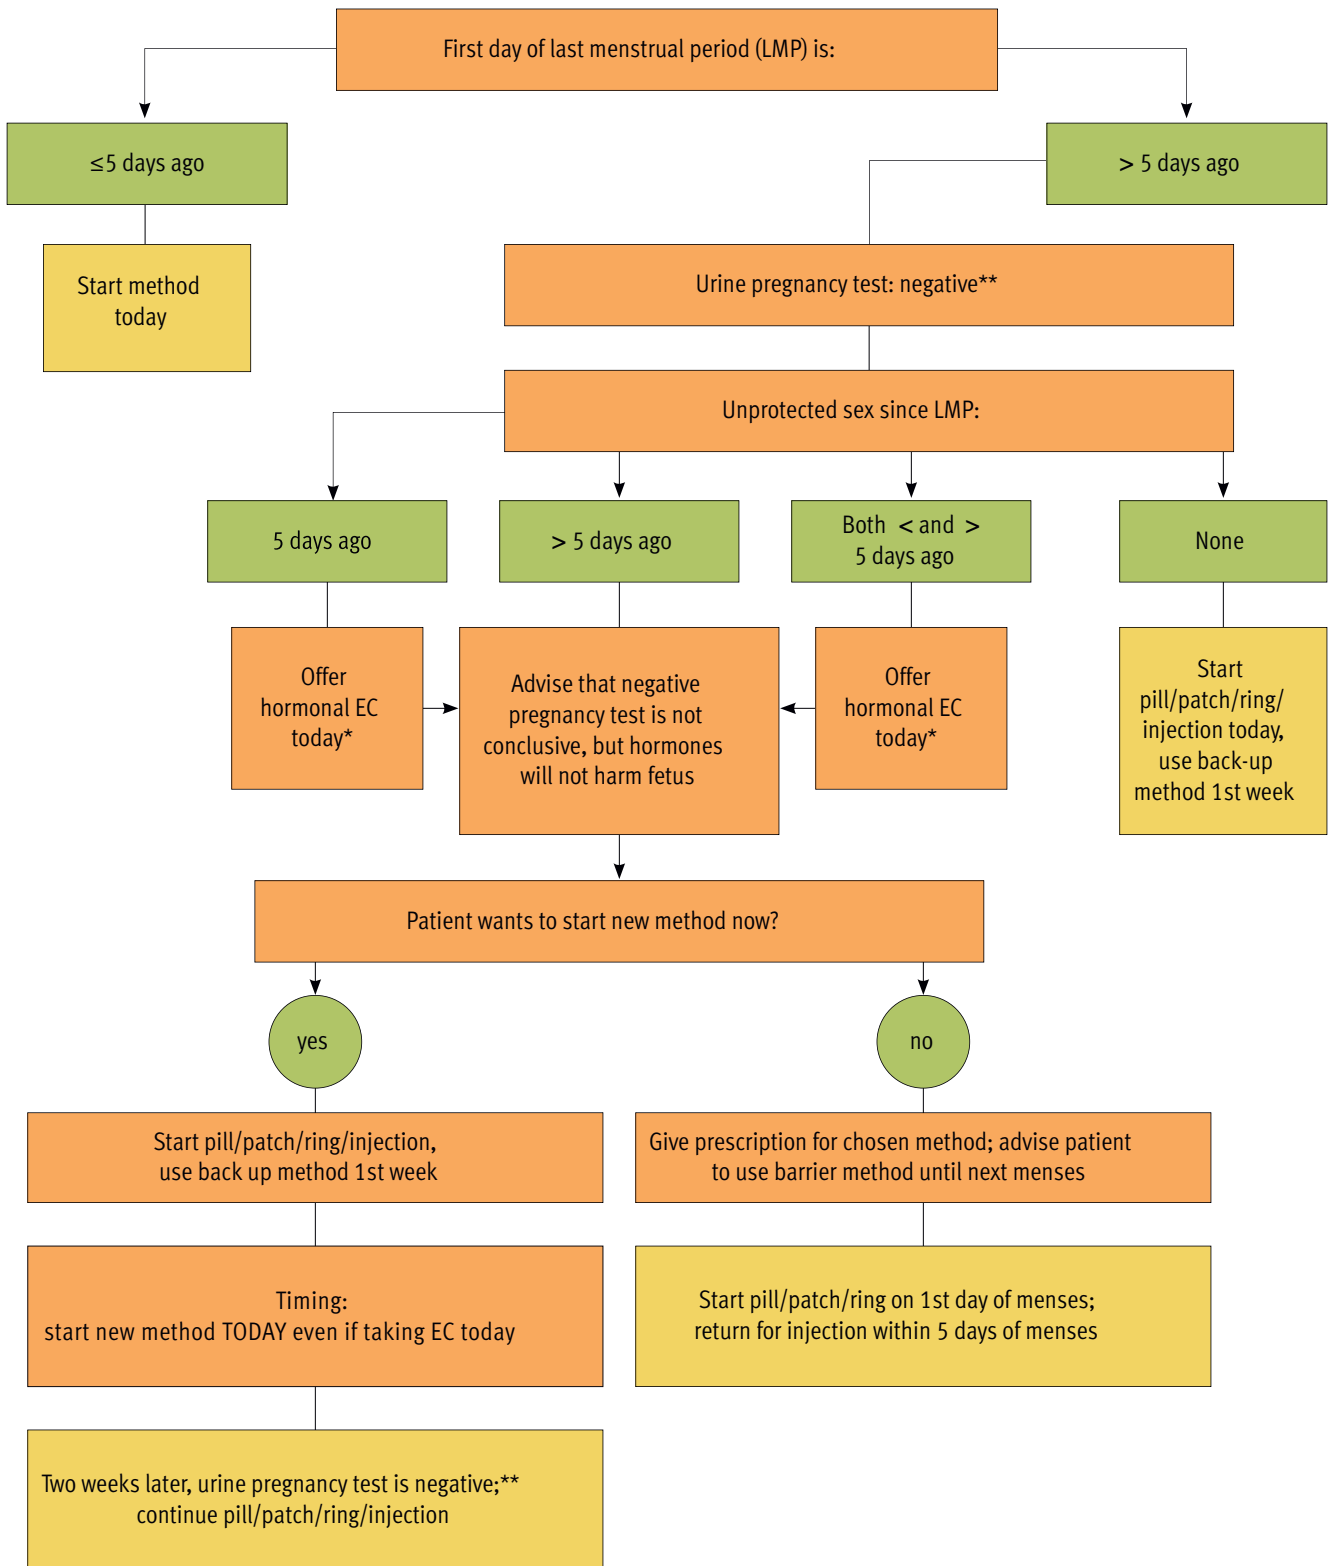 First day of last menstrual period (LMP) is:
≤5 days ago
> 5 days ago
Start method
today
Urine pregnancy test: negative**
Unprotected sex since LMP:
5 days ago
> 5 days ago
Both < and >
5 days ago
None
Offer
hormonal EC
today*
Advise that negative
pregnancy test is not
conclusive, but hormones
will not harm fetus
Offer
hormonal EC
today*
Start
pill/patch/ring/
injection today,
use back-up
method 1st week
Patient wants to start new method now?
yes
no
Start pill/patch/ring/injection,
use back up method 1st week
Give prescription for chosen method; advise patient
to use barrier method until next menses
Timing:
start new method TODAY even if taking EC today
Start pill/patch/ring on 1st day of menses;
return for injection within 5 days of menses
Two weeks later, urine pregnancy test is negative;**
continue pill/patch/ring/injection